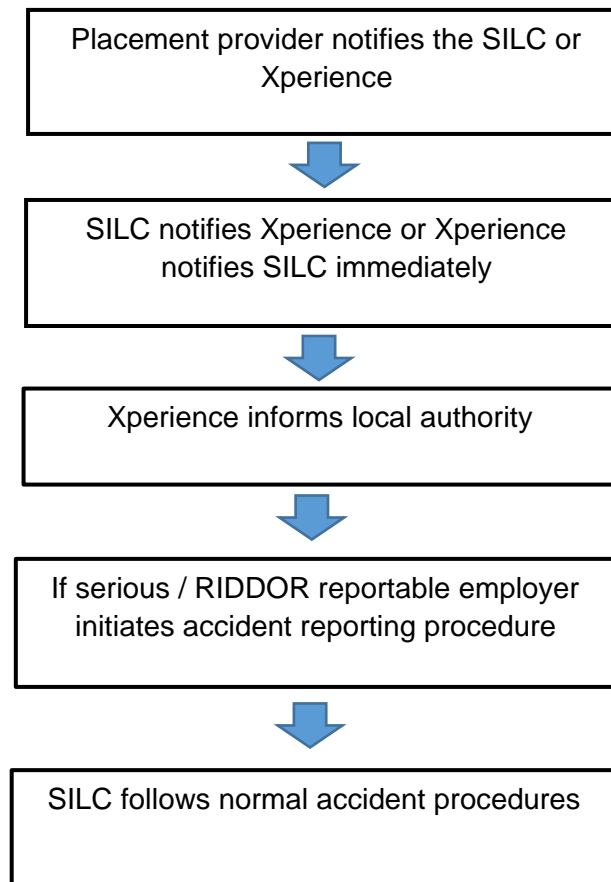 Placement provider notifies the SILC or
Xperience
SILC notifies Xperience or Xperience
notifies SILC immediately
Xperience informs local authority
If serious / RIDDOR reportable employer
initiates accident reporting procedure
SILC follows normal accident procedures